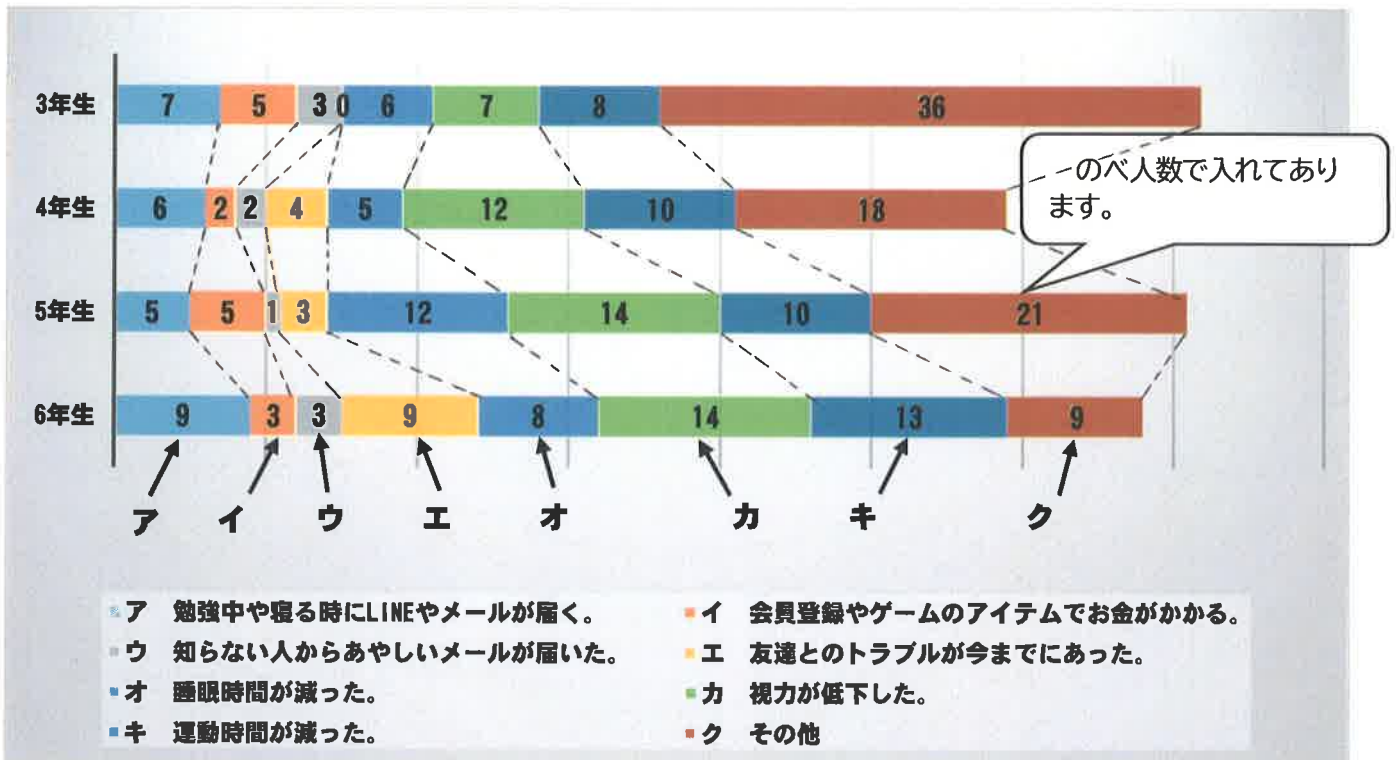 3年生 7 5 3 0 6 7 8 36
のべ人数で入れてあり
ます。
4年生 6 2 2 4 5 12 10 18
5年生 5 5 1 3 12 14 10 21
6年生 9 3 3 9 8 14 13 9
ア イ ウ エ オ カ キ ク
ア 勉強中や寝る時にLINEやメールが届く。 イ 会員登録やゲームのアイテムでお金がかかる。
ウ 知らない人からあやしいメールが届いた。 エ 友達とのトラブルが今までにあった。
オ 睡眠時間が減った。 カ 視力が低下した。
キ 運動時間が減った。 ク その他